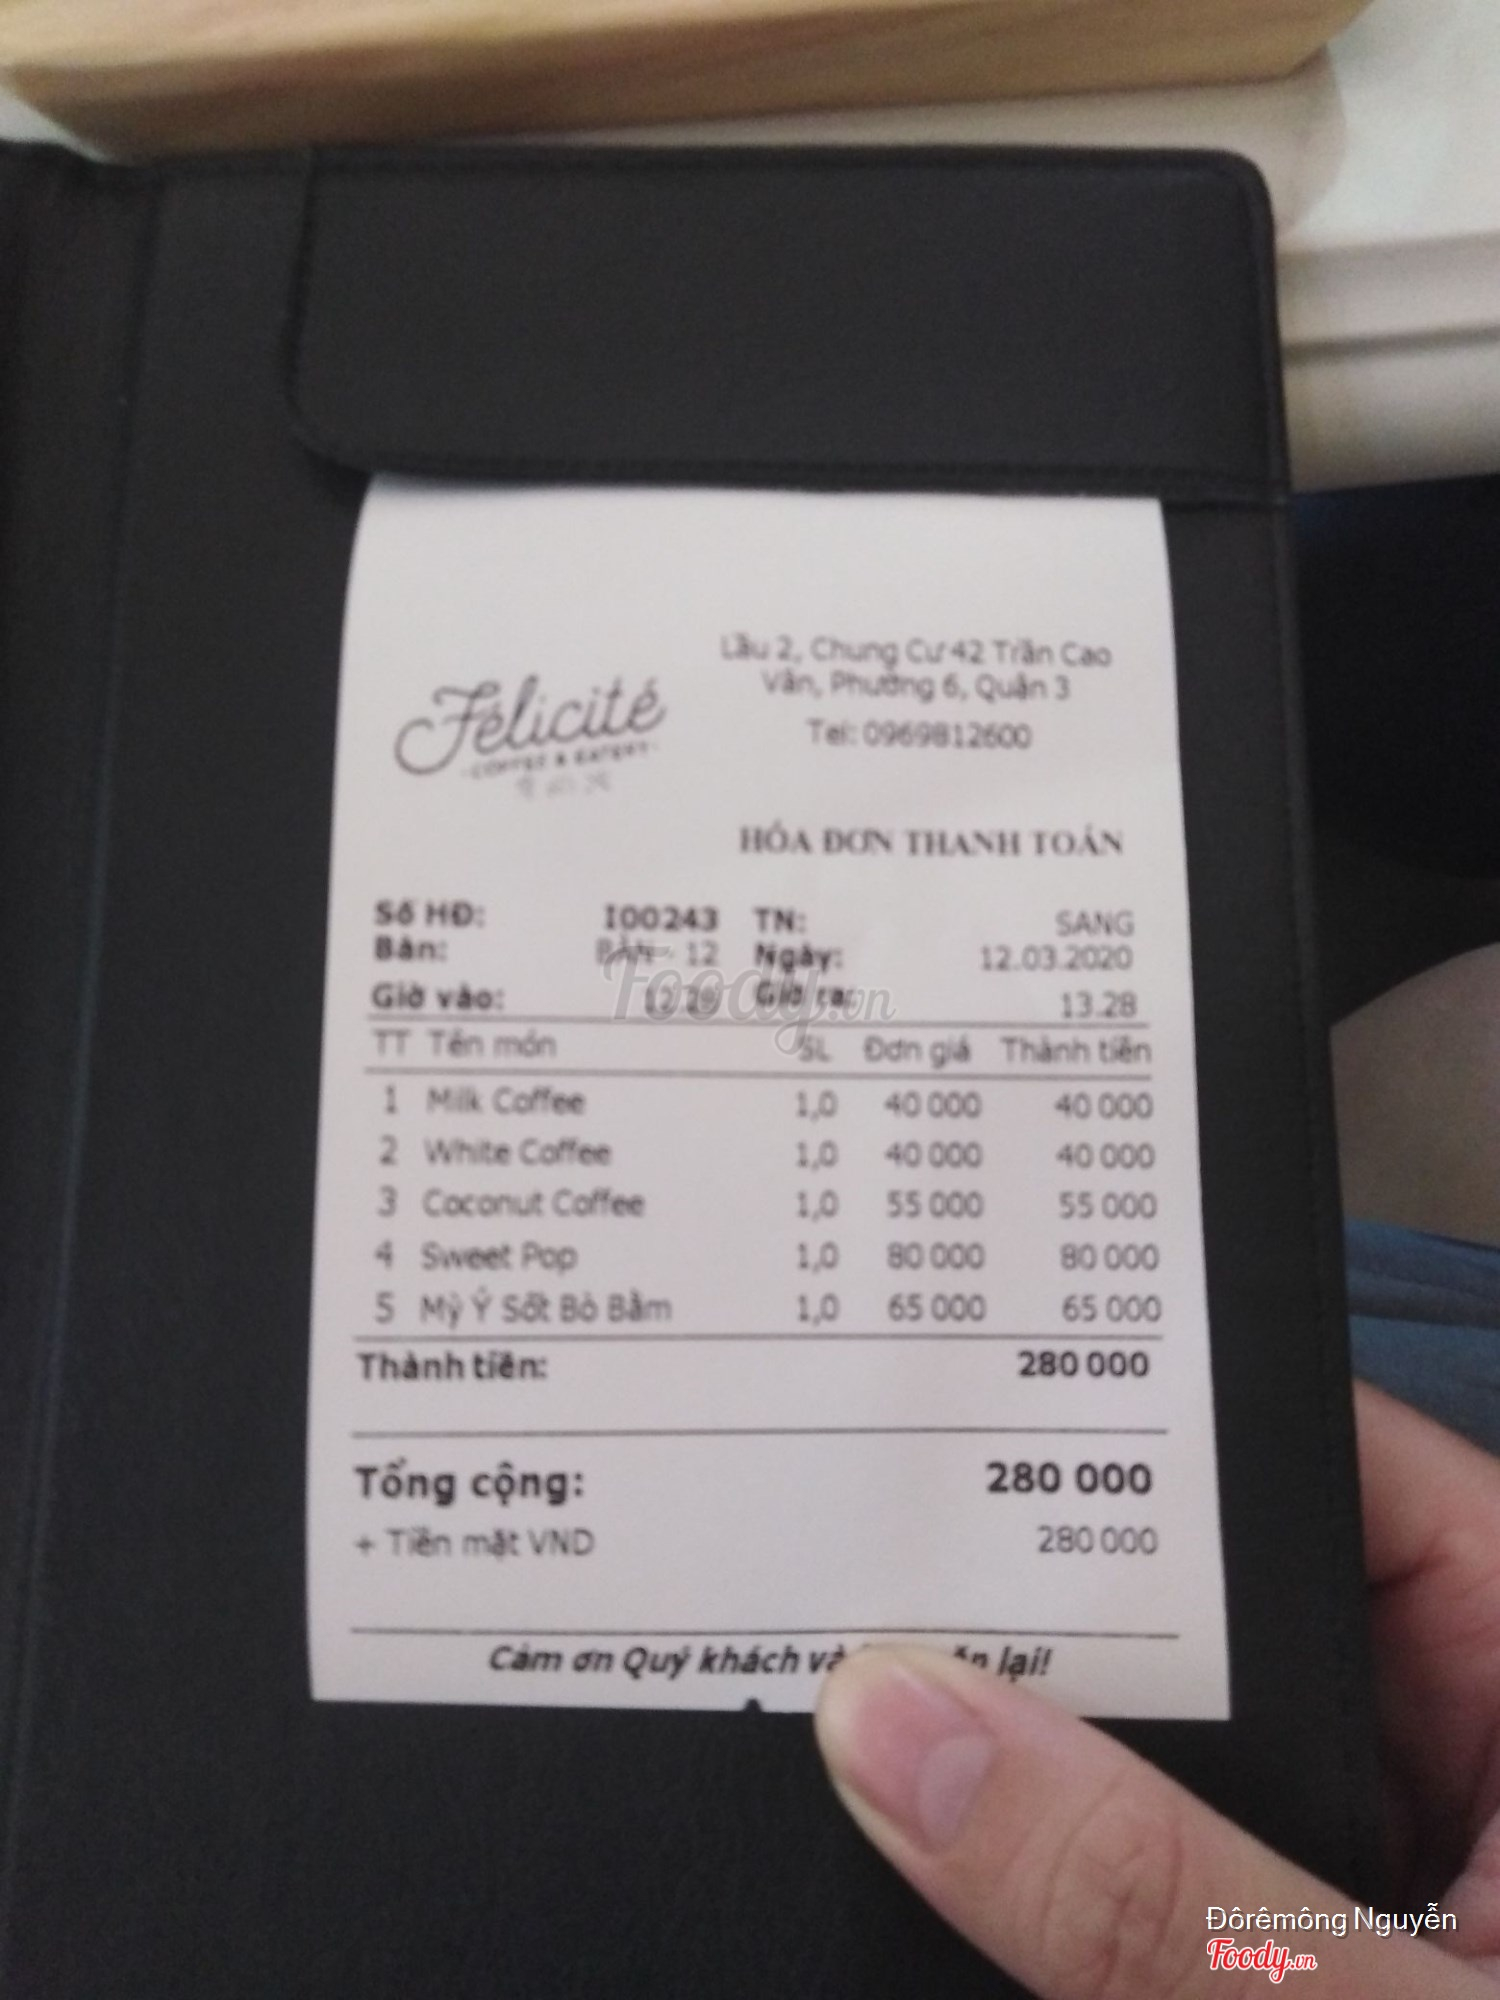 Lầu 2, Chung Cư 42 Trần Cao
Vân, Phường 6, Quận 3
Tel: 0969812600
Félicité
COFFEE & EATERY
HÓA ĐƠN THANH TOÁN
Số HĐ: I00243 TN: SANG
Bàn: BÀN - 12 Ngày: 12.03.2020
Giờ vào: Giờ ra: 13.28
TT Tên món SL Đơn giá Thành tiền
1 Milk Coffee 1,0 40 000 40 000
2 White Coffee 1,0 40 000 40 000
3 Coconut Coffee 1,0 55 000 55 000
4 Sweet Pop 1,0 80 000 80 000
5 Mỳ Ý Sốt Bò Bằm 1,0 65 000 65 000
Thành tiền: 280 000
Tổng cộng: 280 000
+ Tiền mặt VND 280 000
Cảm ơn Quý khách và lại!
Foody.vn
Đôrêmông Nguyễn
Foody.vn